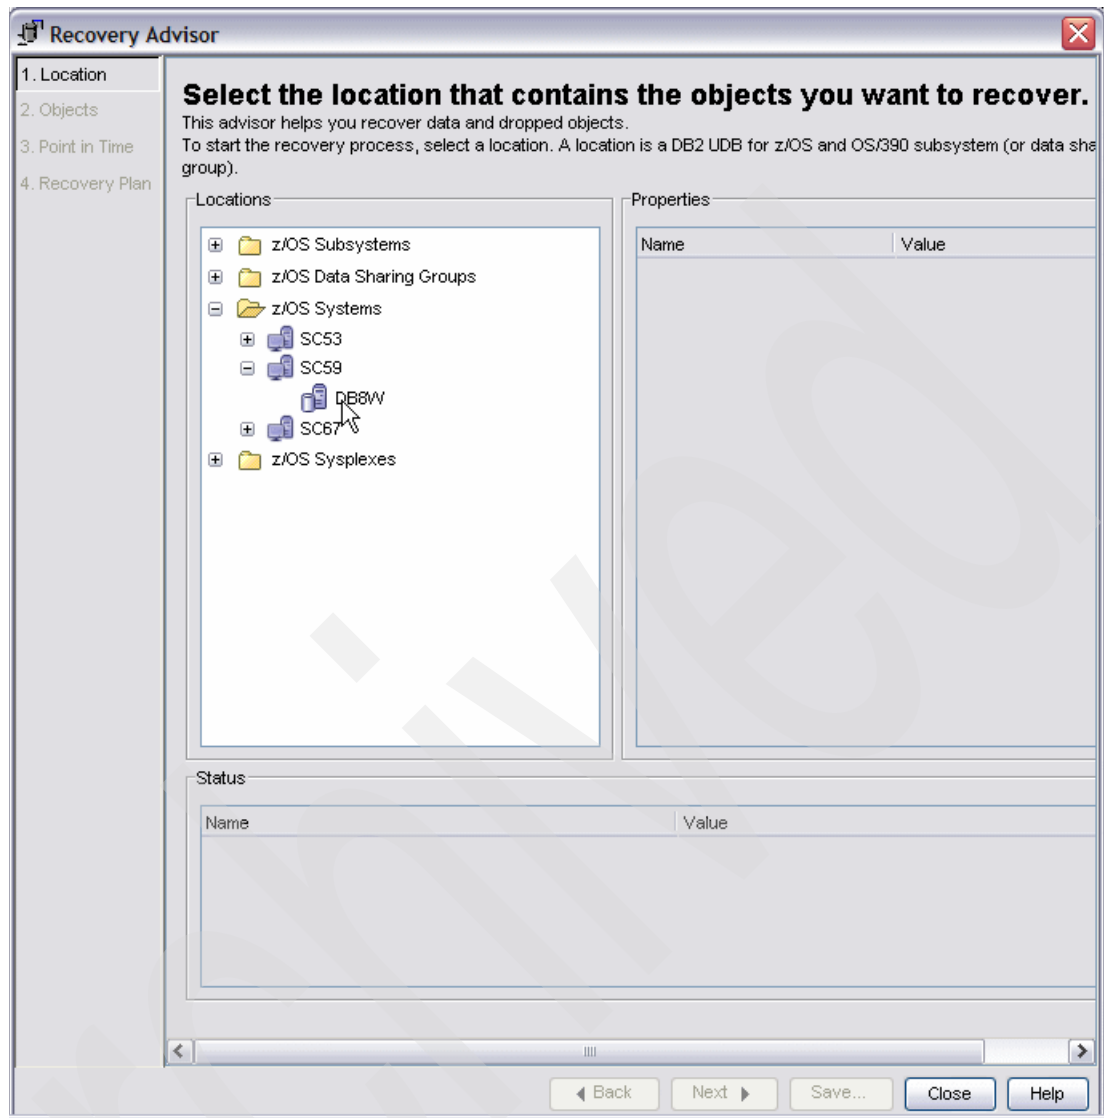 Recovery Advisor
1. Location
2. Objects
3. Point in Time
4. Recovery Plan
Select the location that contains the objects you want to recover.
This advisor helps you recover data and dropped objects.
To start the recovery process, select a location. A location is a DB2 UDB for z/OS and OS/390 subsystem (or data sha
group).
Locations
z/OS Subsystems
z/OS Data Sharing Groups
z/OS Systems
SC53
SC59
DB8W
SC67
z/OS Sysplexes
Properties
Name Value
Status
Name Value
Back Next Save... Close Help